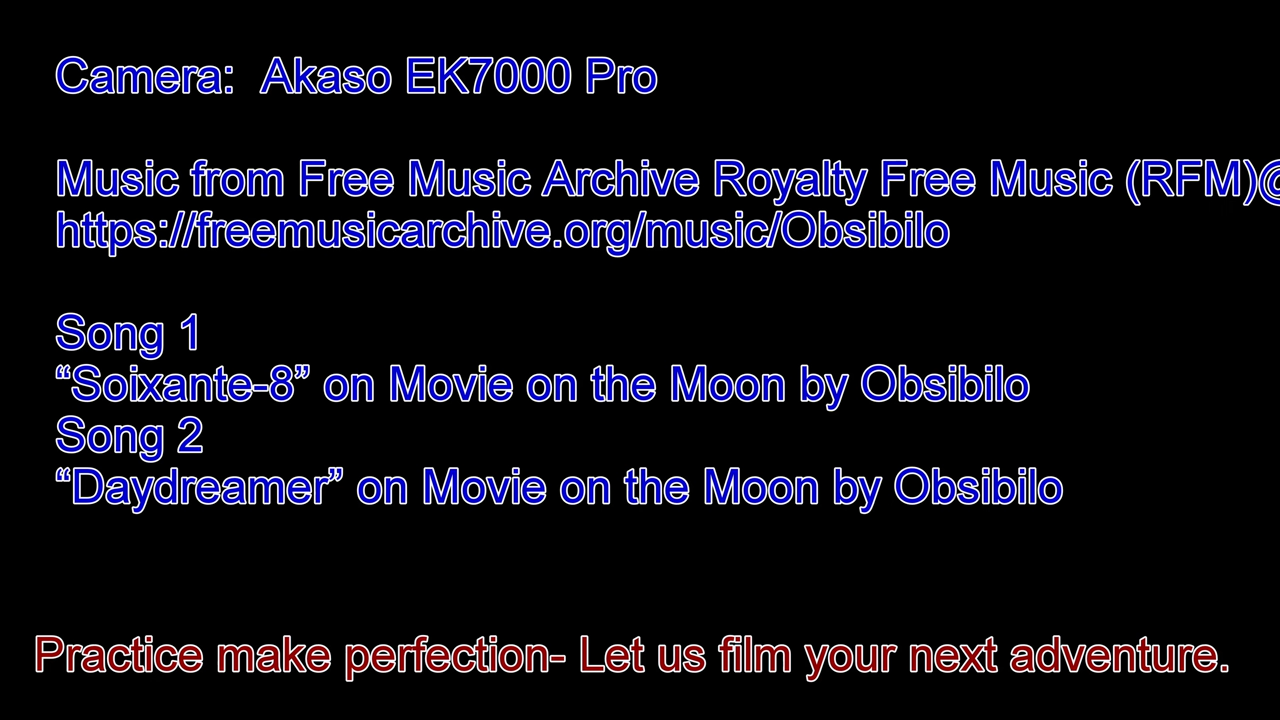 Camera:  Akaso EK7000 Pro
Music from Free Music Archive Royalty Free Music (RFM)@
https://freemusicarchive.org/music/Obsibilo
Song 1
“Soixante-8” on Movie on the Moon by Obsibilo
Song 2
“Daydreamer” on Movie on the Moon by Obsibilo
Practice make perfection- Let us film your next adventure.